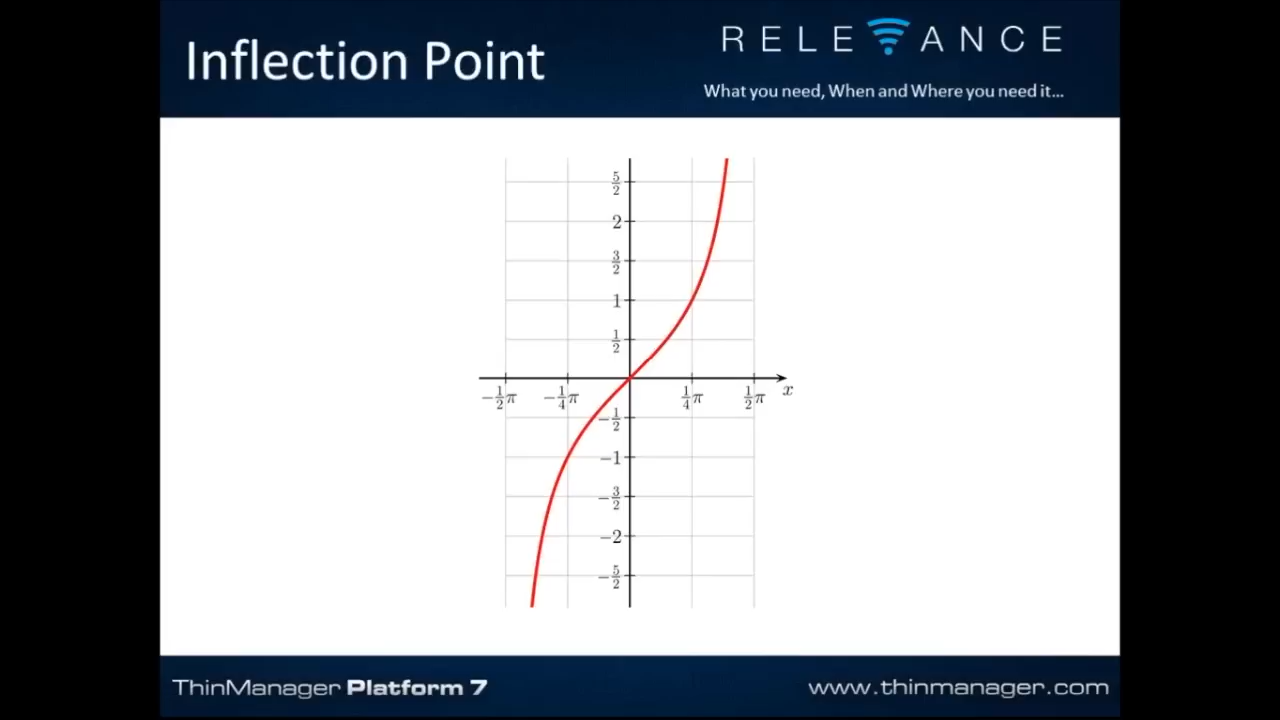 Inflection Point
RELEVANCE
What you need, When and Where you need it...
5/2
2
3/2
1
1/2
−1/2π −1/4π 1/4π 1/2π x
−1/2
−1
−3/2
−2
−5/2
ThinManager Platform 7
www.thinmanager.com